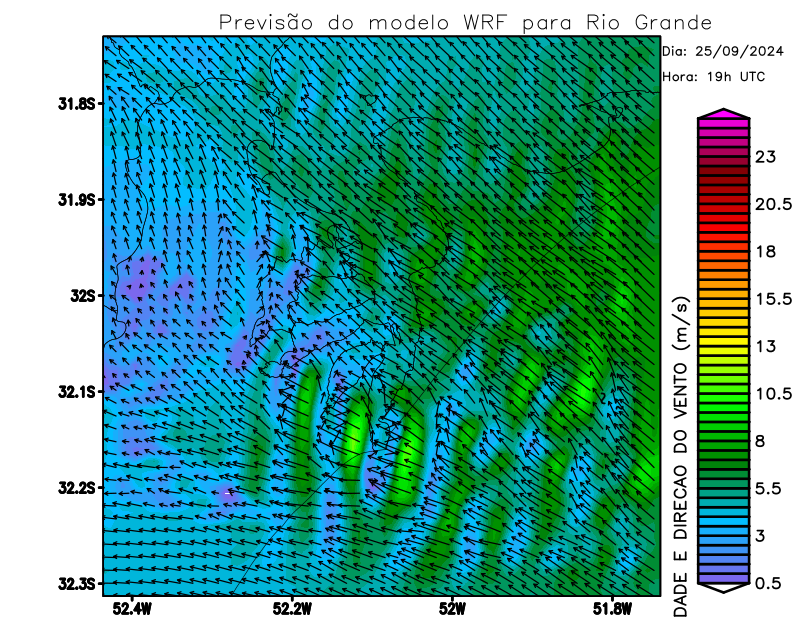 Previsão do modelo WRF para Rio Grande
Dia: 25/09/2024
Hora: 19h UTC
31.8S
31.9S
32S
32.1S
32.2S
32.3S
52.4W
52.2W
52W
51.8W
23
20.5
18
15.5
13
10.5
8
5.5
3
0.5
DADE E DIRECAO DO VENTO (m/s)